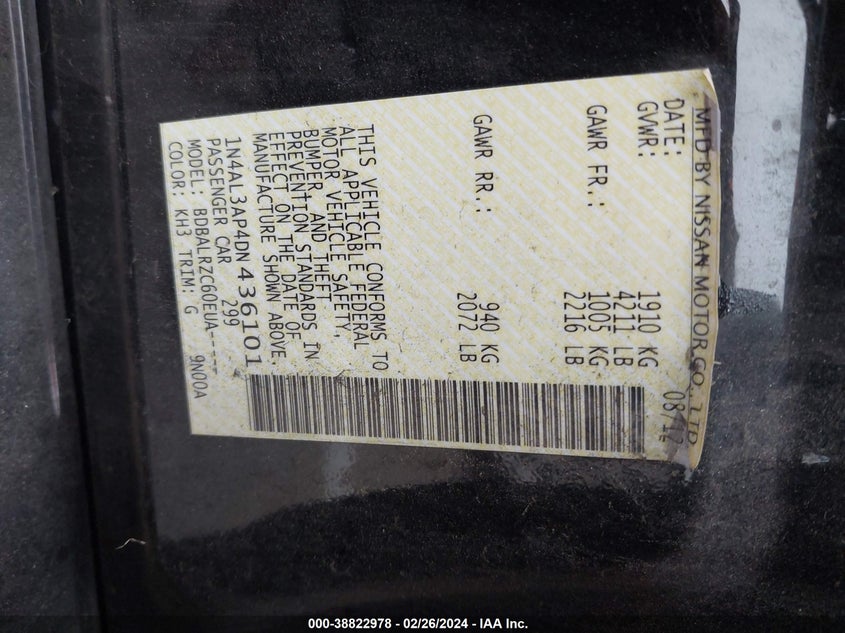 MFD BY NISSAN MOTOR CO., LTD.
DATE: 08/12
GVWR: 1910 KG
4211 LB
GAWR FR.: 1005 KG
2216 LB
GAWR RR.: 940 KG
2072 LB
THIS VEHICLE CONFORMS TO
ALL APPLICABLE FEDERAL
MOTOR VEHICLE SAFETY,
BUMPER, AND THEFT
PREVENTION STANDARDS IN
EFFECT ON THE DATE OF
MANUFACTURE SHOWN ABOVE.
1N4AL3AP4DN436101
PASSENGER CAR 299
MODEL: BDBALRZC60EUA-----
COLOR: KH3 TRIM: G 9N00A
000-38822978 - 02/26/2024 - IAA Inc.